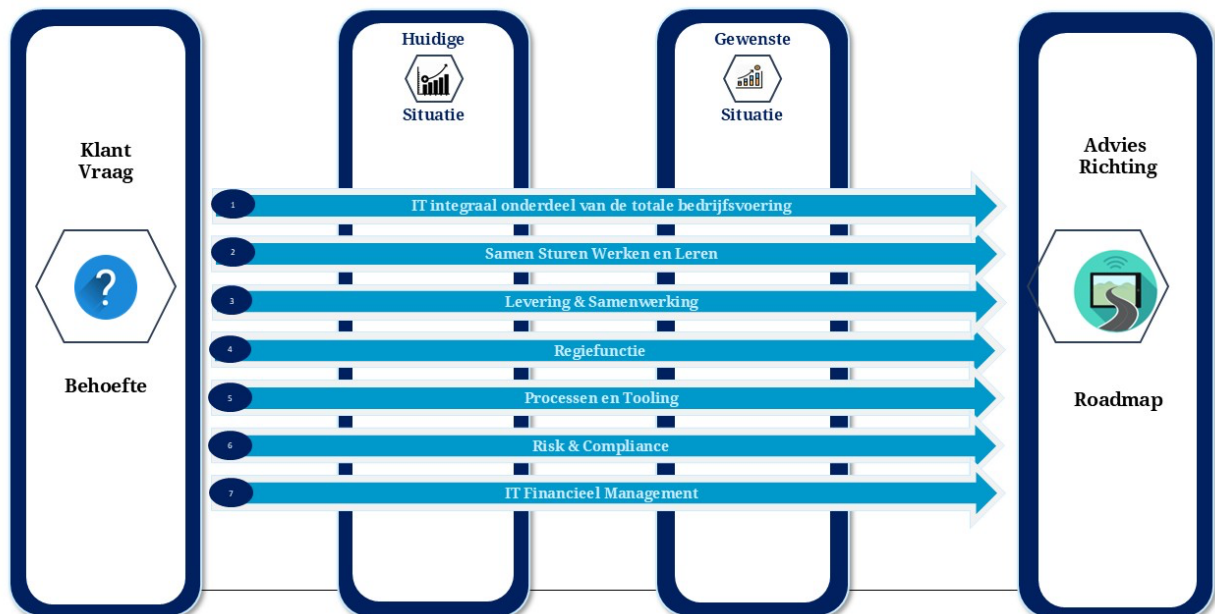 Klant
Vraag
Behoefte
Huidige
Situatie
Gewenste
Situatie
Advies
Richting
Roadmap
1
IT integraal onderdeel van de totale bedrijfsvoering
2
Samen Sturen Werken en Leren
3
Levering & Samenwerking
4
Regiefunctie
5
Processen en Tooling
6
Risk & Compliance
7
IT Financieel Management